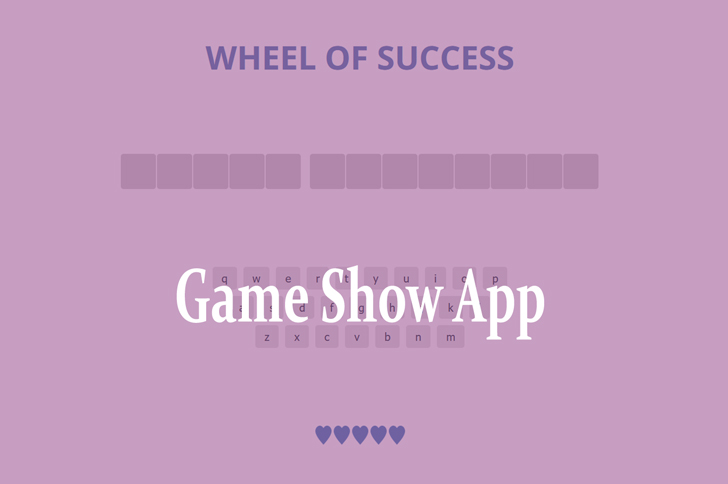 WHEEL OF SUCCESS
q w e r t y u i o p
Game Show App
a s d f g h k
z x c v b n m